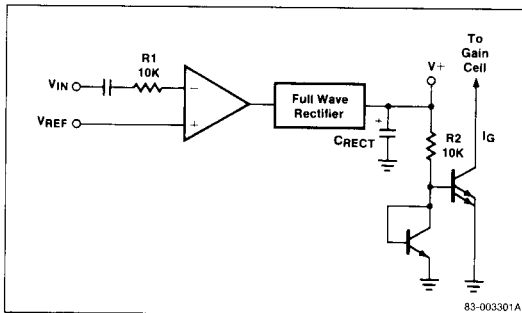 To
Gain
Cell
V+
R1
10K
VIN
−
Full Wave
Rectifier
VREF
+
+
CRECT
R2
10K
IG
83-003301A